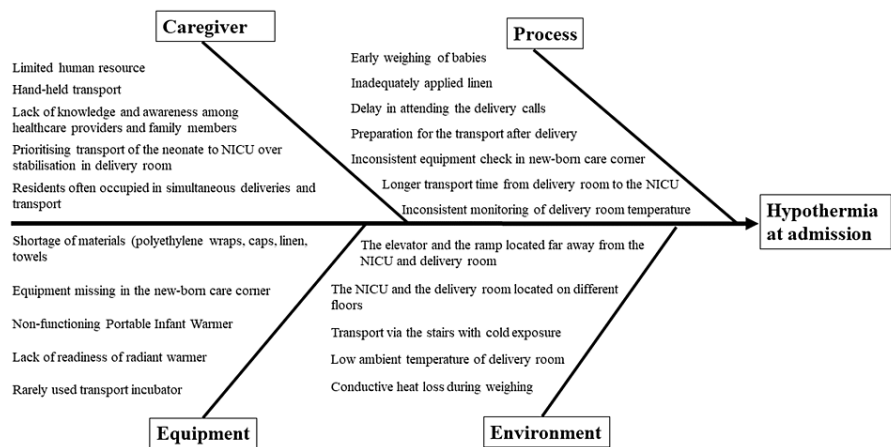 Caregiver
Limited human resource
Hand-held transport
Lack of knowledge and awareness among
healthcare providers and family members
Prioritising transport of the neonate to NICU over
stabilisation in delivery room
Residents often occupied in simultaneous deliveries and
transport
Process
Early weighing of babies
Inadequately applied linen
Delay in attending the delivery calls
Preparation for the transport after delivery
Inconsistent equipment check in new-born care corner
Longer transport time from delivery room to the NICU
Inconsistent monitoring of delivery room temperature
Hypothermia
at admission
Shortage of materials (polyethylene wraps, caps, linen,
towels
Equipment missing in the new-born care corner
Non-functioning Portable Infant Warmer
Lack of readiness of radiant warmer
Rarely used transport incubator
Equipment
The elevator and the ramp located far away from the
NICU and delivery room
The NICU and the delivery room located on different
floors
Transport via the stairs with cold exposure
Low ambient temperature of delivery room
Conductive heat loss during weighing
Environment